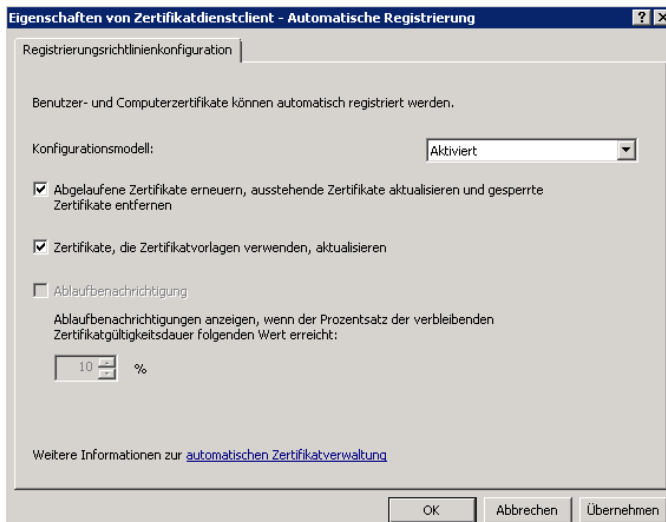 Eigenschaften von Zertifikatdienstclient - Automatische Registrierung
Registrierungsrichtlinienkonfiguration
Benutzer- und Computerzertifikate können automatisch registriert werden.
Konfigurationsmodell: Aktiviert
Abgelaufene Zertifikate erneuern, ausstehende Zertifikate aktualisieren und gesperrte
Zertifikate entfernen
Zertifikate, die Zertifikatvorlagen verwenden, aktualisieren
Ablaufbenachrichtigung
Ablaufbenachrichtigungen anzeigen, wenn der Prozentsatz der verbleibenden
Zertifikatgültigkeitsdauer folgenden Wert erreicht:
10 %
Weitere Informationen zur automatischen Zertifikatverwaltung
OK Abbrechen Übernehmen